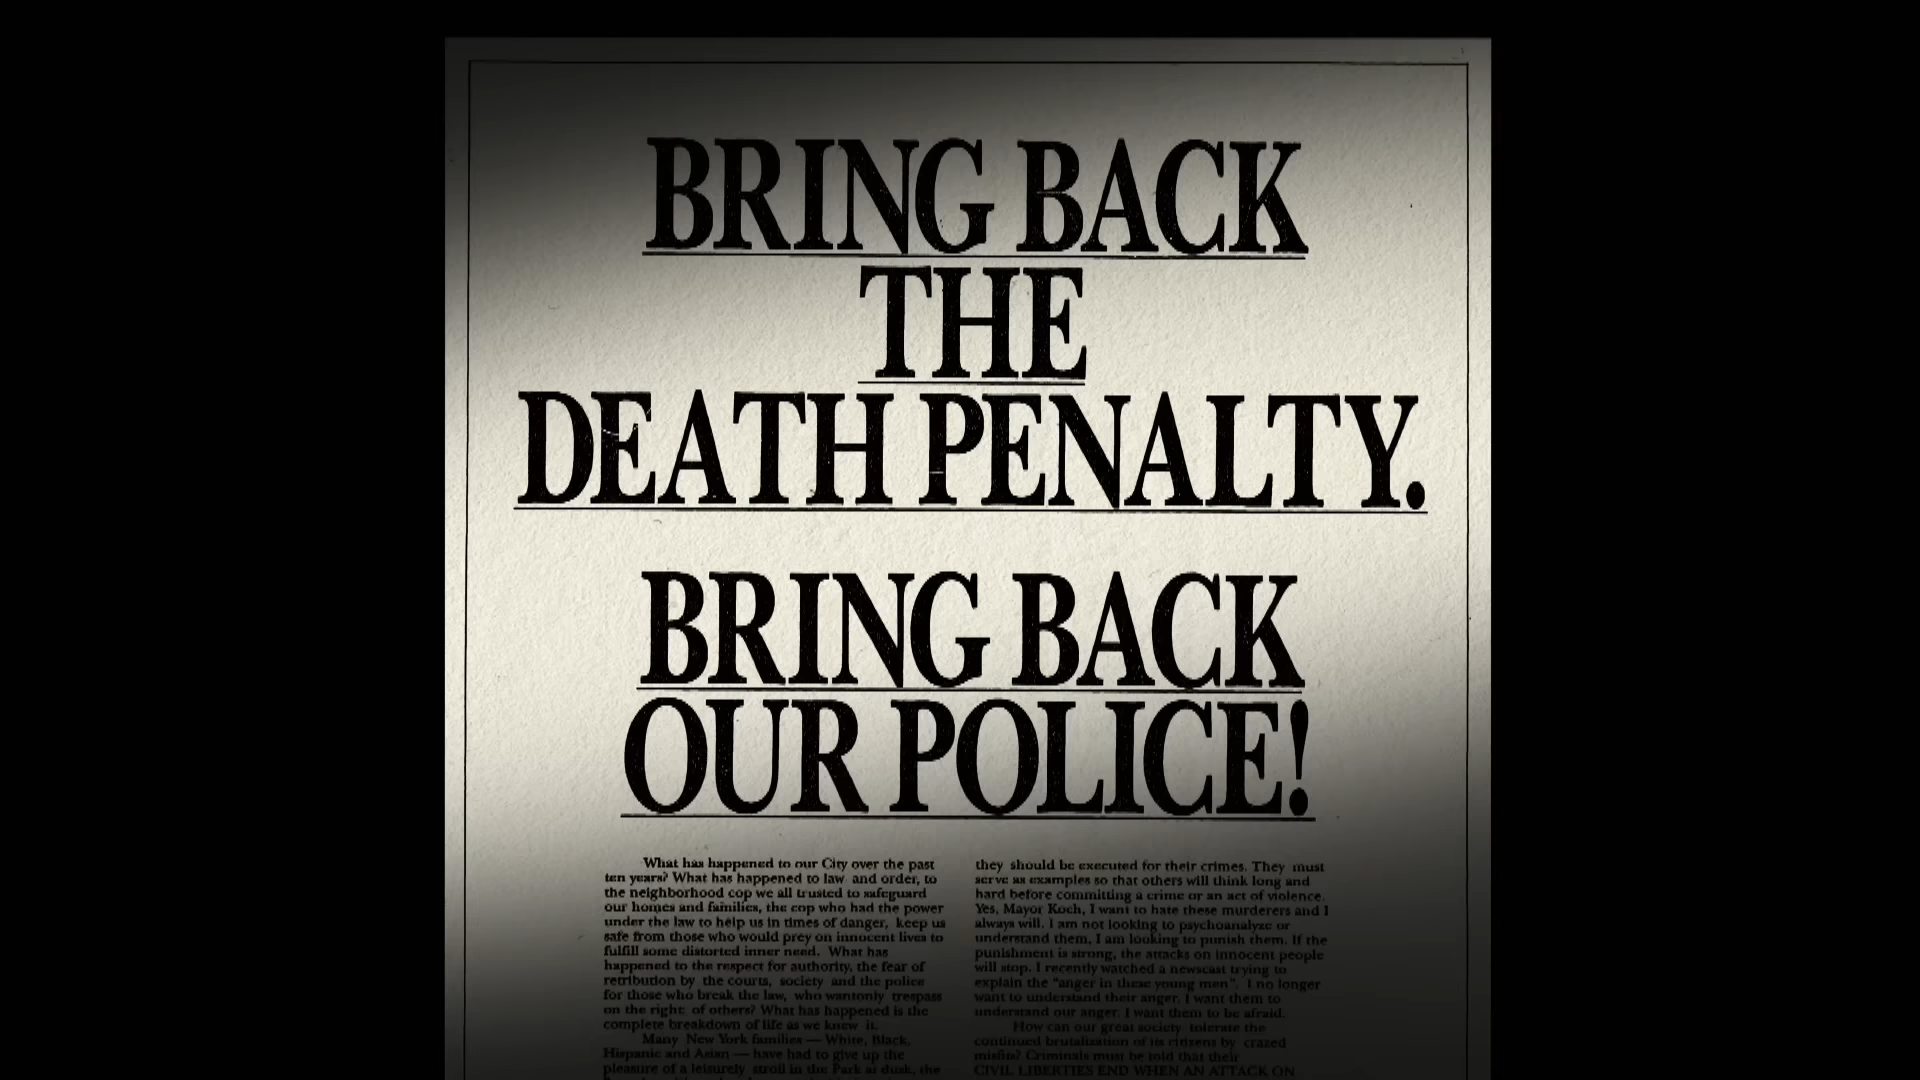 BRING BACK
THE
DEATH PENALTY.
BRING BACK
OUR POLICE!
What has happened to our City over the past
ten years? What has happened to law and order, to
the neighborhood cop we all trusted to safeguard
our homes and families, the cop who had the power
under the law to help us in times of danger, keep us
safe from those who would prey on innocent lives to
fulfill some distorted inner need. What has
happened to the respect for authority, the fear of
retribution by the courts, society and the police
for those who break the law, who wantonly trespass
on the right of others? What has happened is the
complete breakdown of life as we knew it.
Many New York families — White, Black,
Hispanic and Asian — have had to give up the
pleasure of a leisurely stroll in the Park at dusk, the
they should be executed for their crimes. They must
serve as examples so that others will think long and
hard before committing a crime or an act of violence.
Yes, Mayor Koch, I want to hate these murderers and I
always will. I am not looking to psychoanalyze or
understand them, I am looking to punish them. If the
punishment is strong, the attacks on innocent people
will stop. I recently watched a newscast trying to
explain the "anger in these young men". I no longer
want to understand their anger. I want them to
understand our anger. I want them to be afraid.
How can our great society tolerate the
continued brutalization of its citizens by crazed
misfits? Criminals must be told that their
CIVIL LIBERTIES END WHEN AN ATTACK ON